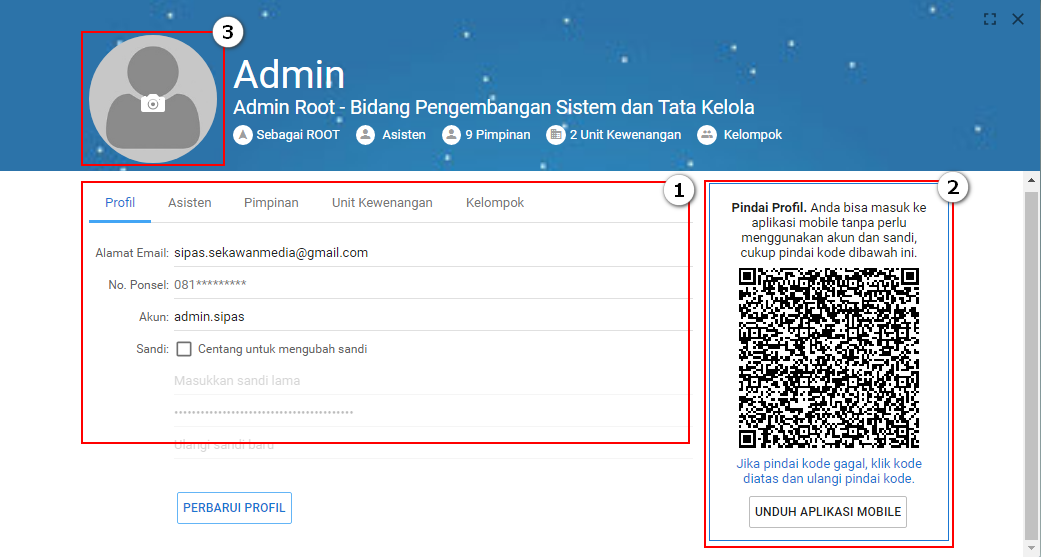 3
Admin
Admin Root - Bidang Pengembangan Sistem dan Tata Kelola
Sebagai ROOT Asisten 9 Pimpinan 2 Unit Kewenangan Kelompok
1
Profil Asisten Pimpinan Unit Kewenangan Kelompok
Alamat Email: sipas.sekawanmedia@gmail.com
No. Ponsel: 081*********
Akun: admin.sipas
Sandi: Centang untuk mengubah sandi
Masukkan sandi lama
Ulangi sandi baru
PERBARUI PROFIL
2
Pindai Profil. Anda bisa masuk ke
aplikasi mobile tanpa perlu
menggunakan akun dan sandi,
cukup pindai kode dibawah ini.
Jika pindai kode gagal, klik kode
diatas dan ulangi pindai kode.
UNDUH APLIKASI MOBILE